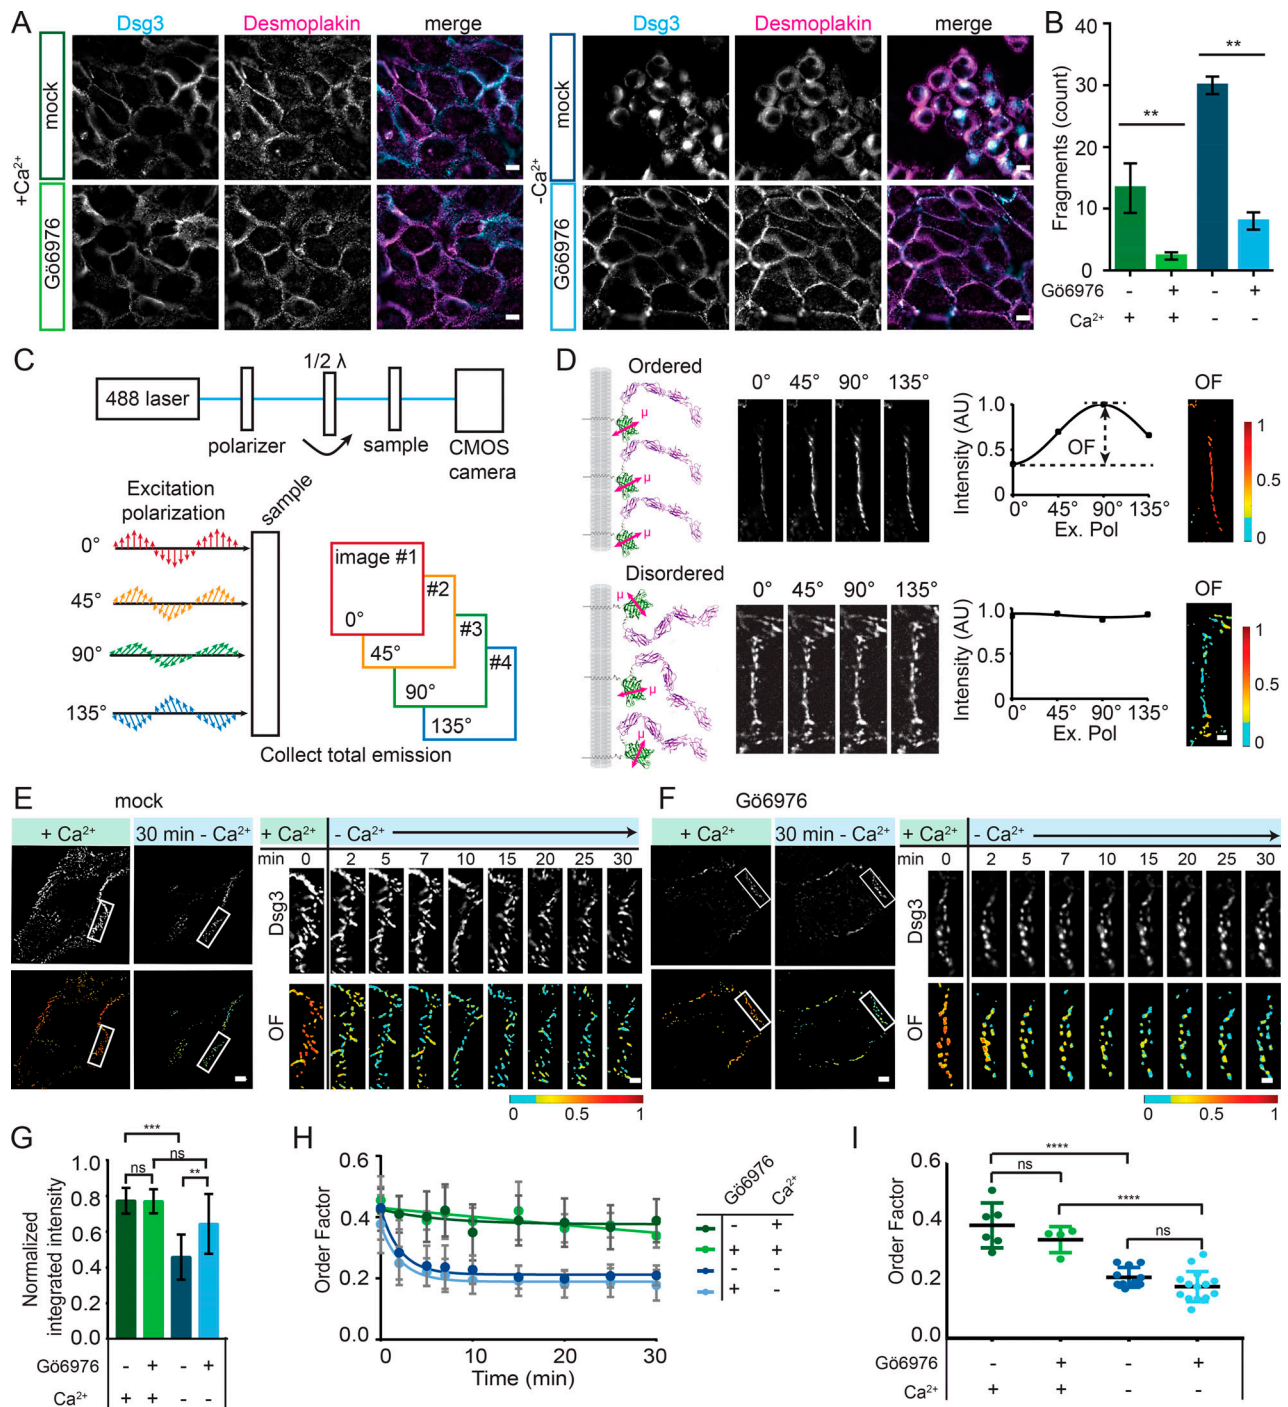 A
Dsg3
Desmoplakin
merge
Dsg3
Desmoplakin
merge
+Ca²⁺
mock
Gö6976
-Ca²⁺
mock
Gö6976
B
Fragments (count)
40
30
20
10
0
**
**
Gö6976 - + - +
Ca²⁺ + + - -
C
1/2 λ
488 laser
polarizer
sample
CMOS
camera
Excitation
polarization
sample
0°
45°
90°
135°
image #1
#2
#3
#4
0°
45°
90°
135°
Collect total emission
D
Ordered
μ
μ
μ
0° 45° 90° 135°
Intensity (AU)
1.0
0.5
0
OF
0° 45° 90° 135°
Ex. Pol
OF
1
0.5
0
Disordered
μ
μ
μ
0° 45° 90° 135°
Intensity (AU)
1.0
0.5
0
0° 45° 90° 135°
Ex. Pol
OF
1
0.5
0
E
mock
+ Ca²⁺
30 min - Ca²⁺
+ Ca²⁺
- Ca²⁺
min 0 2 5 7 10 15 20 25 30
Dsg3
OF
0 0.5 1
F
Gö6976
+ Ca²⁺
30 min - Ca²⁺
+ Ca²⁺
- Ca²⁺
min 0 2 5 7 10 15 20 25 30
Dsg3
OF
0 0.5 1
G
Normalized
integrated intensity
1.0
0.8
0.6
0.4
0.2
0.0
***
ns
ns
**
Gö6976 - + - +
Ca²⁺ + + - -
H
Order Factor
0.6
0.4
0.2
0.0
0 10 20 30
Time (min)
Gö6976
Ca²⁺
- +
+ +
- -
+ -
I
Order Factor
0.6
0.4
0.2
0.0
****
ns
****
ns
Gö6976 - + - +
Ca²⁺ + + - -